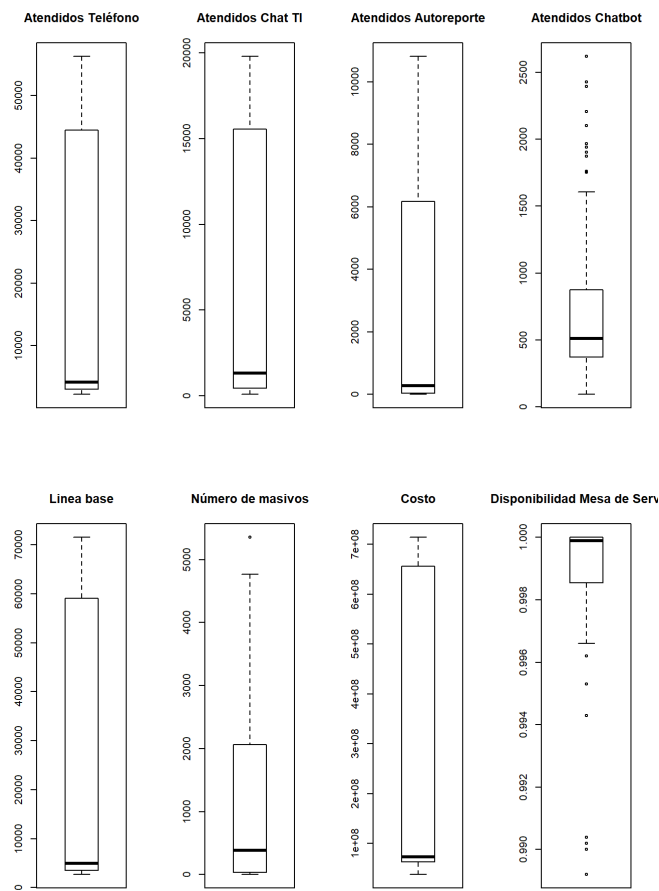 Atendidos Teléfono
10000 20000 30000 40000 50000
Atendidos Chat TI
0 5000 10000 15000 20000
Atendidos Autoreporte
0 2000 4000 6000 8000 10000
Atendidos Chatbot
0 500 1000 1500 2000 2500
Linea base
0 10000 20000 30000 40000 50000 60000 70000
Número de masivos
0 1000 2000 3000 4000 5000
Costo
1e+08 2e+08 3e+08 4e+08 5e+08 6e+08 7e+08
Disponibilidad Mesa de Serv
0.990 0.992 0.994 0.996 0.998 1.000